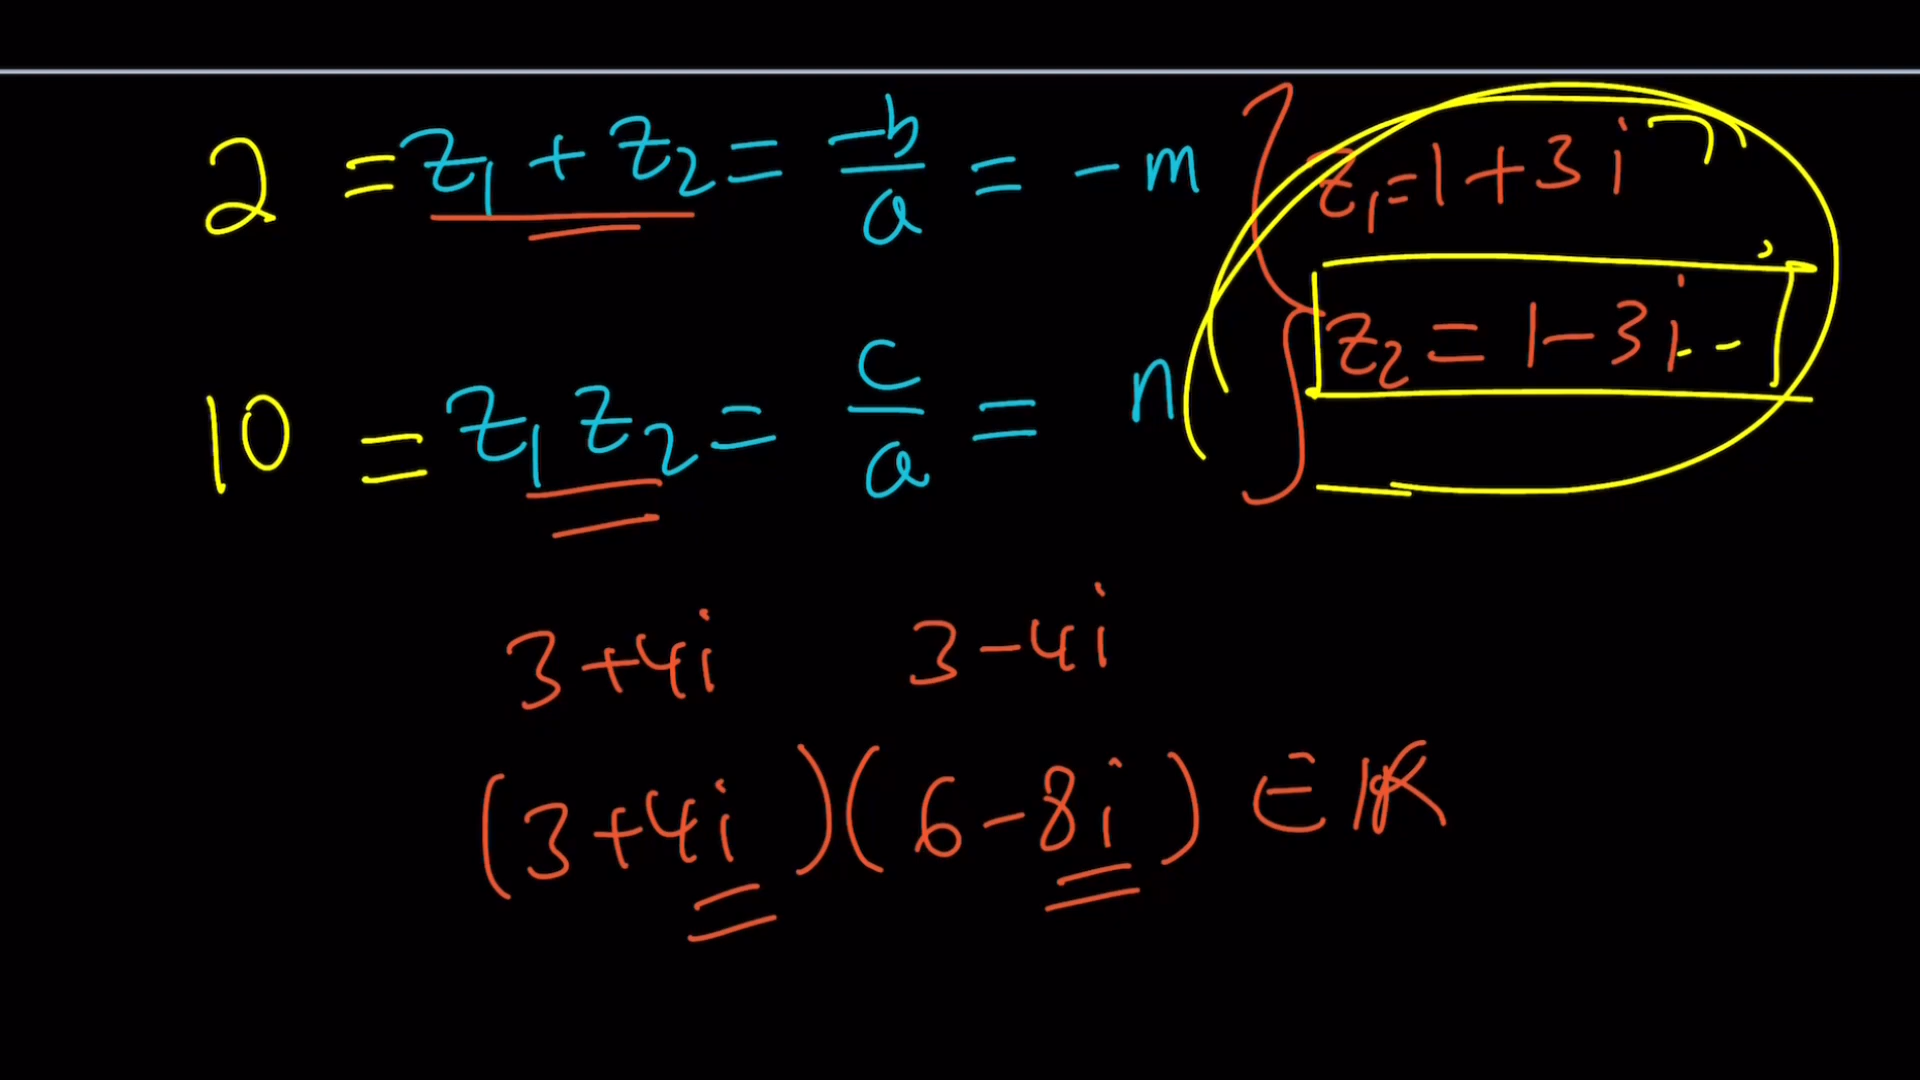 2 = z₁ + z₂ = -b/a = - m
z₁ = 1 + 3i
z₂ = 1 - 3i
10 = z₁ z₂ = c/a = n
3 + 4i 3 - 4i
(3 + 4i)(6 - 8i) ∈ ℝ